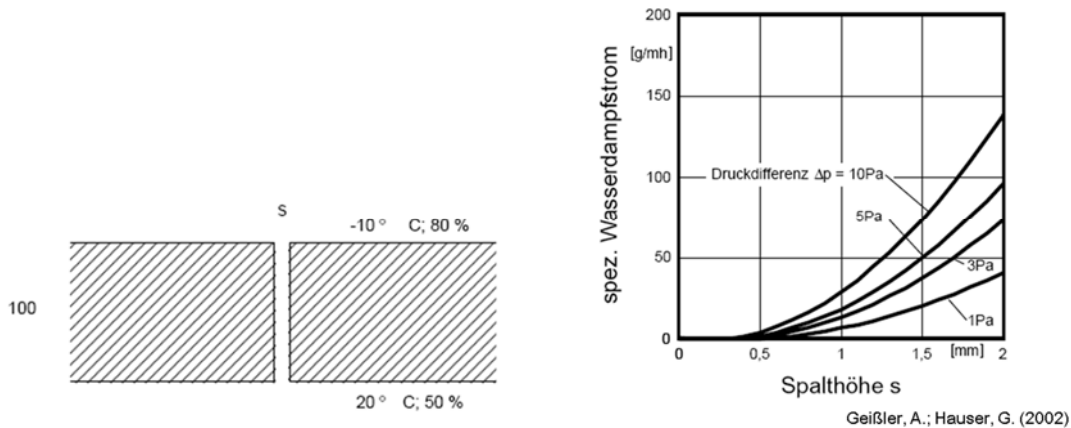 S
-10 ° C; 80 %
100
20 ° C; 50 %
spez. Wasserdampfstrom
200
[g/mh]
150
100
50
0
Druckdifferenz Δp = 10Pa
5Pa
3Pa
1Pa
0 0,5 1 1,5 [mm] 2
Spalthöhe s
Geißler, A.; Hauser, G. (2002)